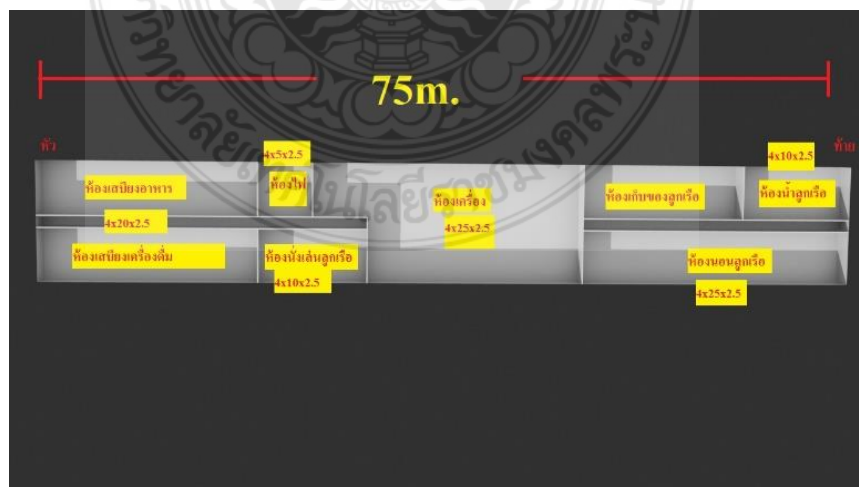 75m.
หัว
ท้าย
4x5x2.5
4x10x2.5
ห้องเสบียงอาหาร
ห้องไฟ
ห้องเครื่อง
ห้องเก็บของลูกเรือ
ห้องน้ำลูกเรือ
4x20x2.5
4x25x2.5
ห้องเสบียงเครื่องดื่ม
ห้องนั่งเล่นลูกเรือ
ห้องนอนลูกเรือ
4x10x2.5
4x25x2.5